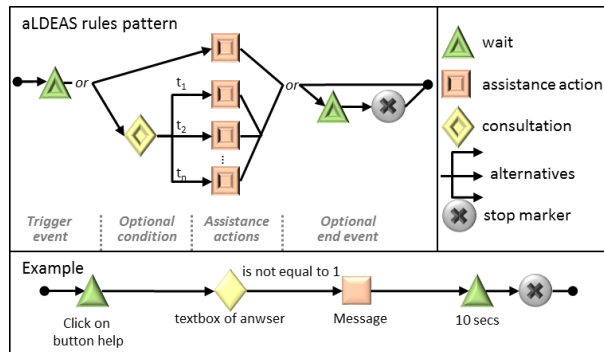 aLDEAS rules pattern
or
t1
t2
...
tn
or
Trigger
event
Optional
condition
Assistance
actions
Optional
end event
wait
assistance action
consultation
alternatives
stop marker
Example
is not equal to 1
Click on
button help
textbox of anwser
Message
10 secs